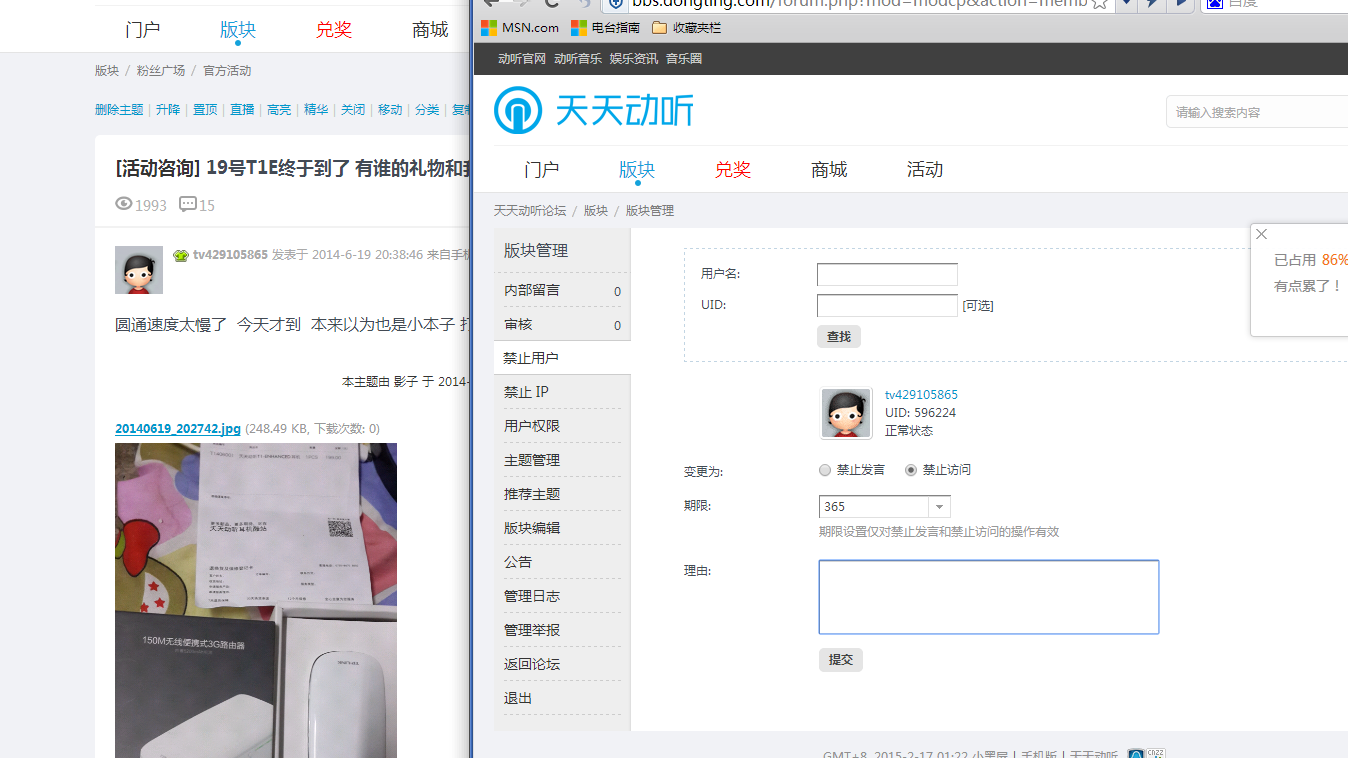 门户 版块 兑奖 商城
版块 / 粉丝广场 / 官方活动
删除主题 | 升降 | 置顶 | 直播 | 高亮 | 精华 | 关闭 | 移动 | 分类 |
[活动咨询] 19号T1E终于到了 有谁的礼物和
1993 15
tv429105865 发表于 2014-6-19 20:38:46 来自手机
圆通速度太慢了 今天才到 本来以为也是小本子
本主题由 影子 于 2014-
20140619_202742.jpg (248.49 KB, 下载次数: 0)
天天动听耳机酷站
150M无线便携式3G路由器
bbs.dongting.com/forum.php?mod=modcp&action=memb
百度
MSN.com 电台指南 收藏夹栏
动听官网 动听音乐 娱乐资讯 音乐圈
天天动听
请输入搜索内容
门户 版块 兑奖 商城 活动
天天动听论坛 / 版块 / 版块管理
版块管理
内部留言 0
审核 0
禁止用户
禁止 IP
用户权限
主题管理
推荐主题
版块编辑
公告
管理日志
管理举报
返回论坛
退出
用户名:
UID: [可选]
查找
tv429105865
UID: 596224
正常状态
变更为: 禁止发言 禁止访问
期限: 365
期限设置仅对禁止发言和禁止访问的操作有效
理由:
提交
已占用 86%
有点累了！
GMT+8, 2015-2-17 01:22 小黑屋 | 手机版 | 天天动听